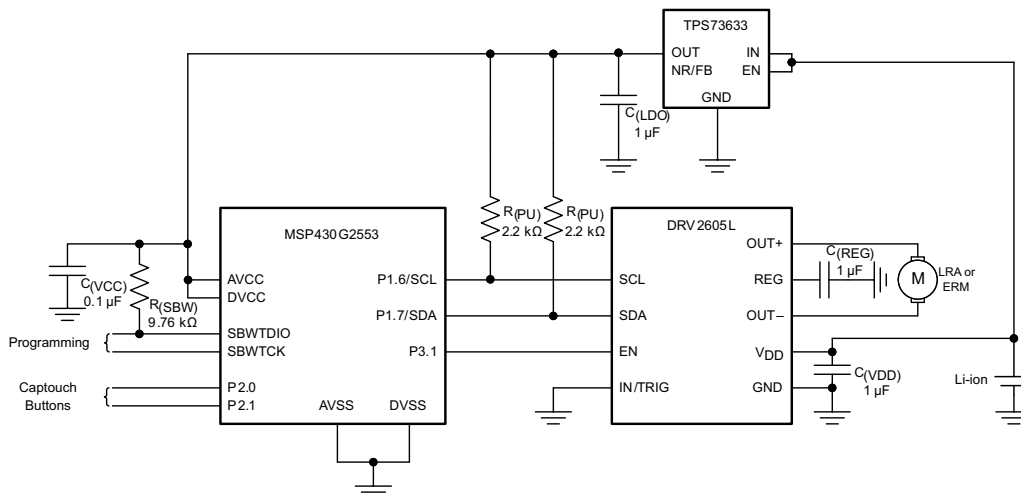 TPS73633
OUT
IN
NR/FB
EN
GND
C(LDO)
1 µF
R(PU)
2.2 kΩ
R(PU)
2.2 kΩ
MSP430G2553
AVCC
DVCC
SBWTDIO
SBWTCK
P2.0
P2.1
P1.6/SCL
P1.7/SDA
P3.1
AVSS
DVSS
C(VCC)
0.1 µF
R(SBW)
9.76 kΩ
Programming
Captouch
Buttons
DRV2605L
SCL
SDA
EN
IN/TRIG
OUT+
REG
OUT–
VDD
GND
C(REG)
1 µF
M
LRA or
ERM
C(VDD)
1 µF
Li-ion